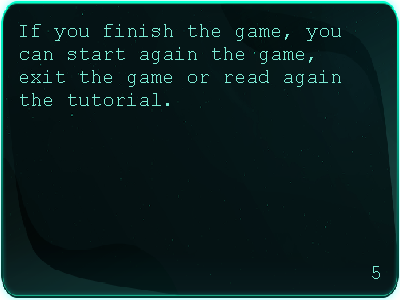 If you finish the game, you
can start again the game,
exit the game or read again
the tutorial.
5